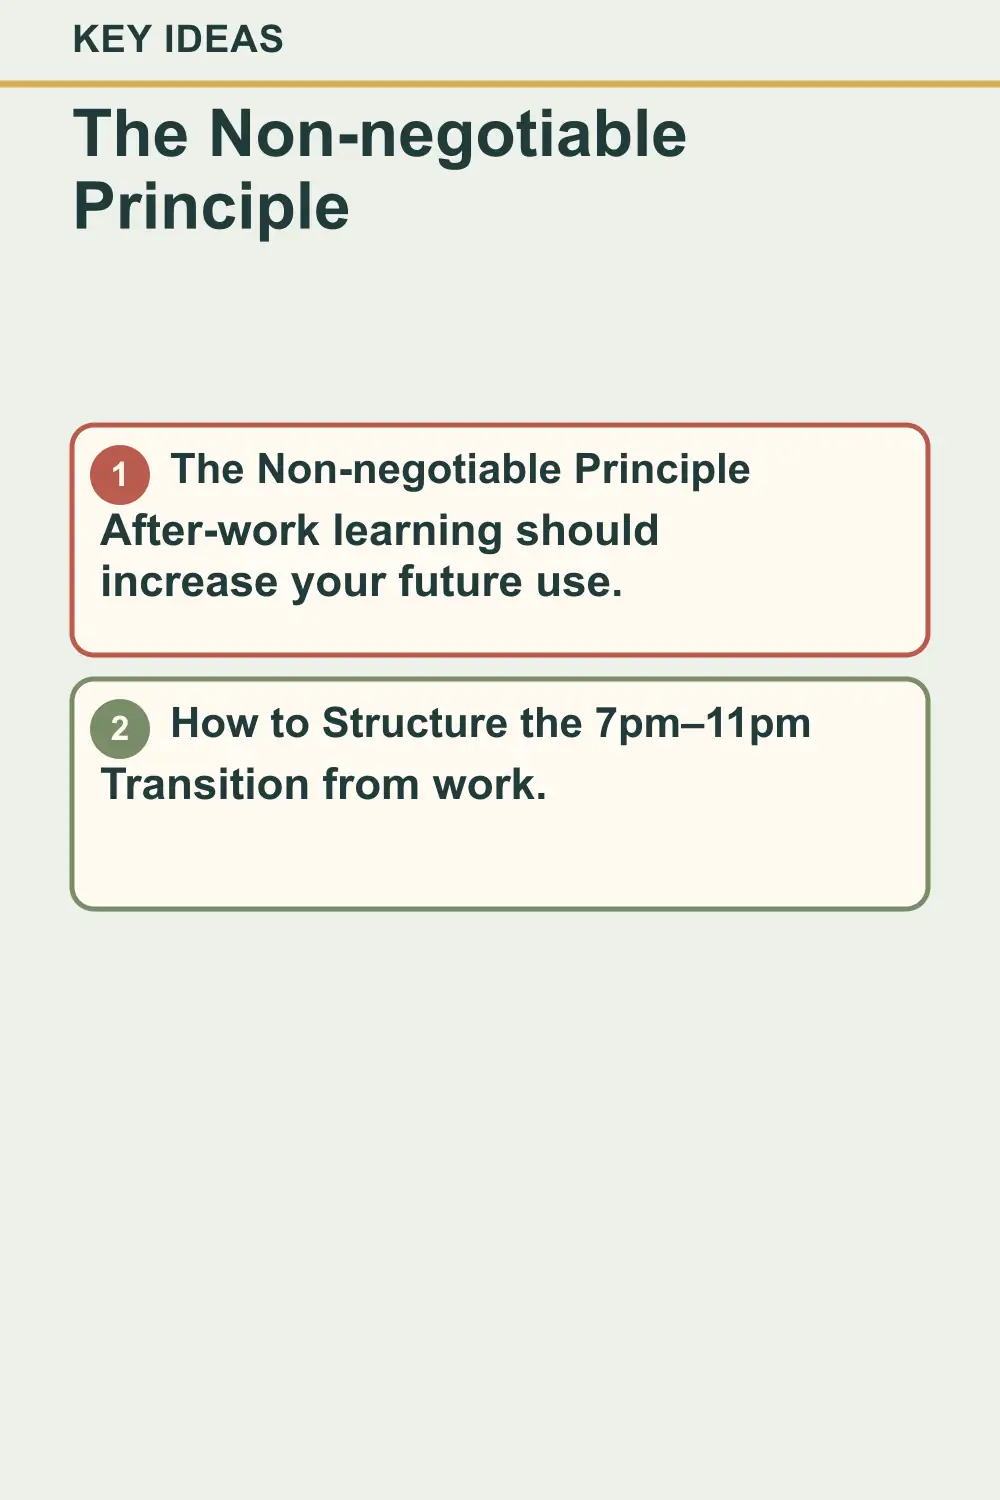 KEY IDEAS
The Non-negotiable
Principle
1 The Non-negotiable Principle
After-work learning should
increase your future use.
2 How to Structure the 7pm–11pm
Transition from work.